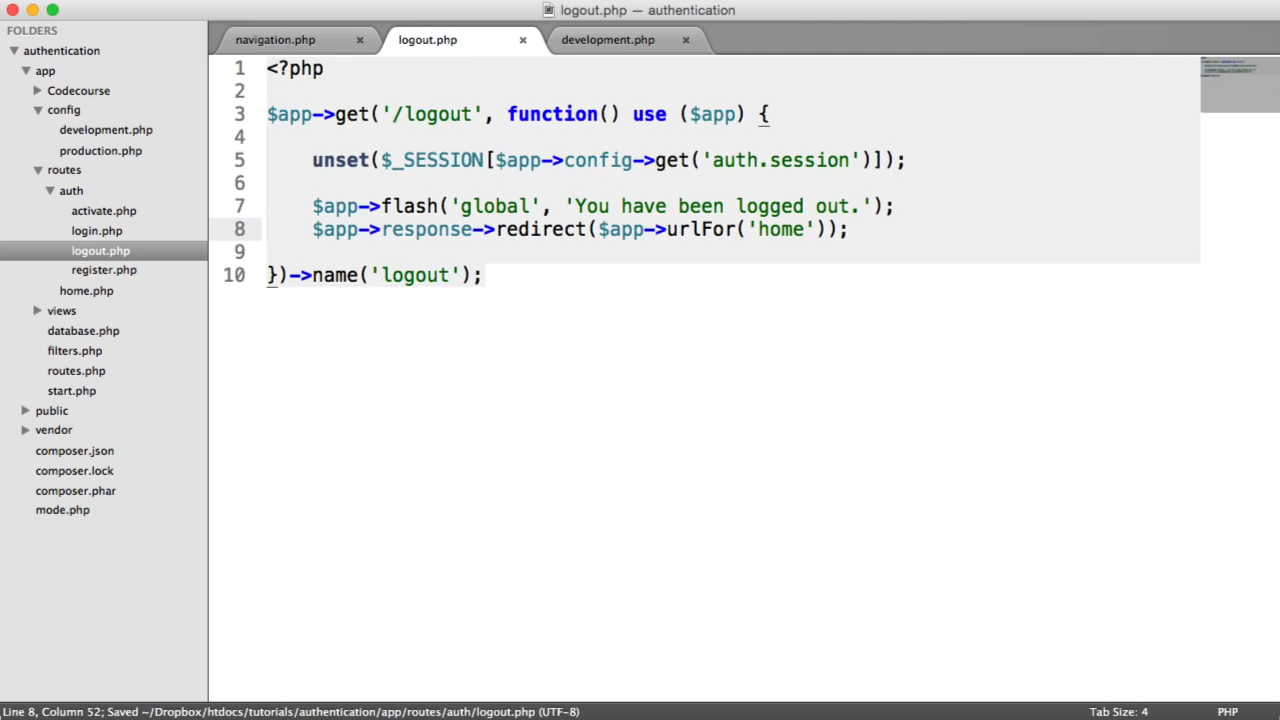 logout.php — authentication
FOLDERS
authentication
app
Codecourse
config
development.php
production.php
routes
auth
activate.php
login.php
logout.php
register.php
home.php
views
database.php
filters.php
routes.php
start.php
public
vendor
composer.json
composer.lock
composer.phar
mode.php
navigation.php × logout.php × development.php ×
1 <?php
2
3 $app->get('/logout', function() use ($app) {
4
5     unset($_SESSION[$app->config->get('auth.session')]);
6
7     $app->flash('global', 'You have been logged out.');
8     $app->response->redirect($app->urlFor('home'));
9
10 })->name('logout');
Line 8, Column 52; Saved ~/Dropbox/htdocs/tutorials/authentication/app/routes/auth/logout.php (UTF-8) Tab Size: 4 PHP